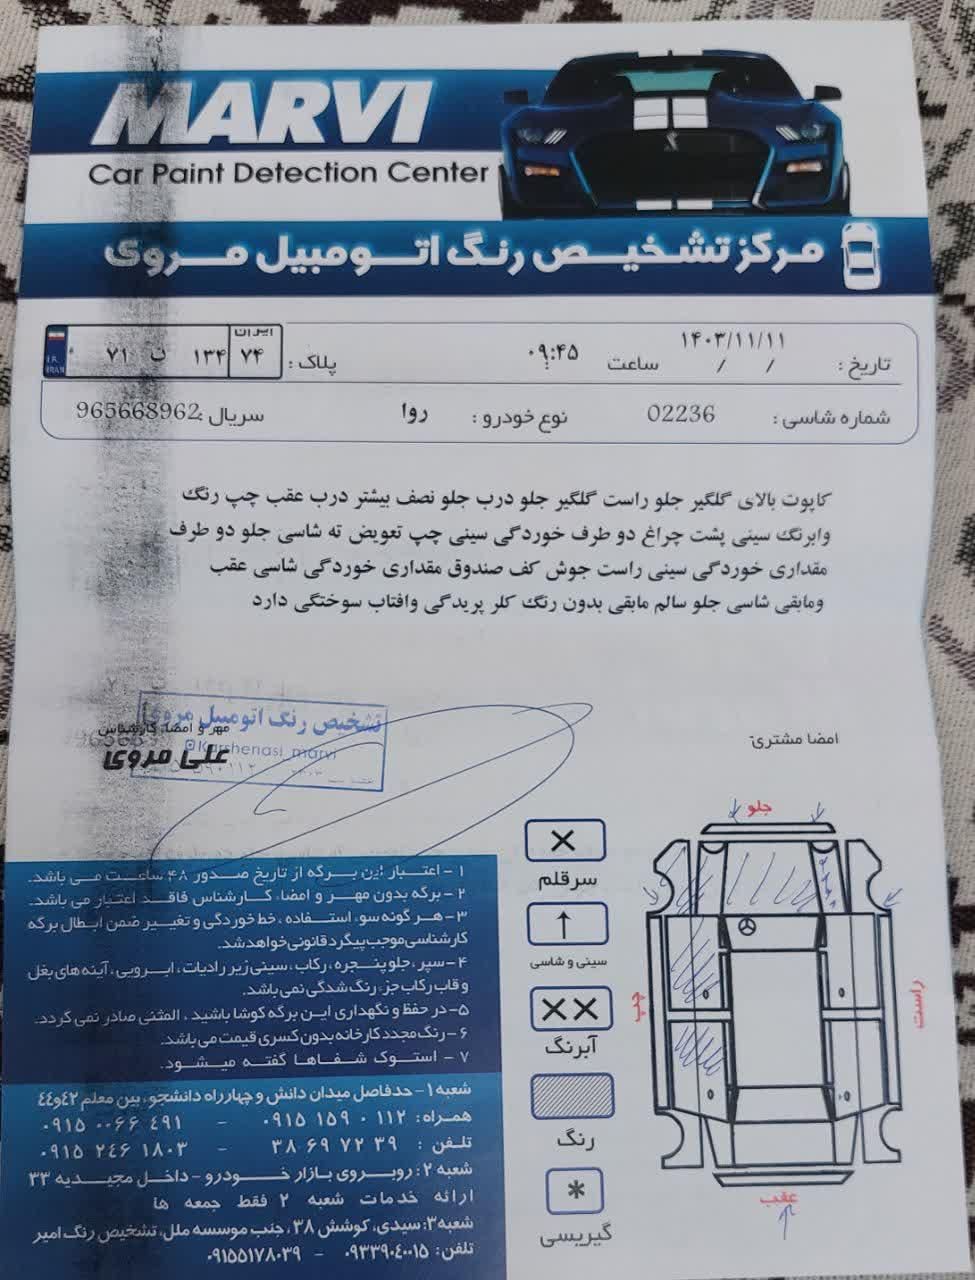 MARVI
Car Paint Detection Center
مرکز تشخیص رنگ اتومبیل مروی
تاریخ : ۱۴۰۳/۱۱/۱۱ / / ساعت ۰۹:۴۵ : پلاک : ایران ۷۴ ۱۳۴ ن ۷۱ I.R. IRAN
شماره شاسی : 02236 نوع خودرو : روا سریال : 965668962
کاپوت بالای گلگیر جلو راست گلگیر جلو درب جلو نصف بیشتر درب عقب چپ رنگ
وابرنگ سینی پشت چراغ دو طرف خوردگی سینی چپ تعویض ته شاسی جلو دو طرف
مقداری خوردگی سینی راست جوش کف صندوق مقداری خوردگی شاسی عقب
ومابقی شاسی جلو سالم مابقی بدون رنگ کلر پریدگی وافتاب سوختگی دارد
تشخیص رنگ اتومبیل مروی
مهر و امضا کارشناس
Karshenasi_marvi
علی مروی
امضا مشتری:
جلو
چپ
راست
عقب
سرقلم
سینی و شاسی
آبرنگ
رنگ
گیریسی
۱ - اعتبار این برگه از تاریخ صدور ۴۸ ساعت می باشد.
۲- برگه بدون مهر و امضاء کارشناس فاقد اعتبار می باشد.
۳- هرگونه سوء استفاده، خط خوردگی و تغییر ضمن ابطال برگه
کارشناسی موجب پیگرد قانونی خواهد شد.
۴- سپر، جلو پنجره، رکاب، سینی زیر رادیات، ابرویی، آینه های بغل
و قاب رکاب جزء رنگ شدگی نمی باشد.
۵- در حفظ و نگهداری این برگه کوشا باشید، المثنی صادر نمی گردد.
۶- رنگ مجدد کارخانه بدون کسری قیمت می باشد.
۷ - استوک شفاها گفته میشود.
شعبه ۱- حدفاصل میدان دانش و چهارراه دانشجو، بین معلم ۴۲و۴۴
همراه: ۰۹۱۵ ۱۵۹ ۰ ۱۱۲ - ۰۹۱۵ ۰۰۶۶ ۴۹۱
تلفن : ۳۸ ۶۹ ۷۲ ۳۹ - ۰۹۱۵ ۲۴۶ ۱۸۰۳
شعبه ۲: روبروی بازار خودرو - داخل مجیدیه ۳۳
ارائه خدمات شعبه ۲ فقط جمعه ها
شعبه۳: سیدی، کوشش ۳۸، جنب موسسه ملل، تشخیص رنگ امیر
تلفن: ۰۹۳۳۹۰۴۰۰۱۵ - ۰۹۱۵۵۱۷۸۰۳۹